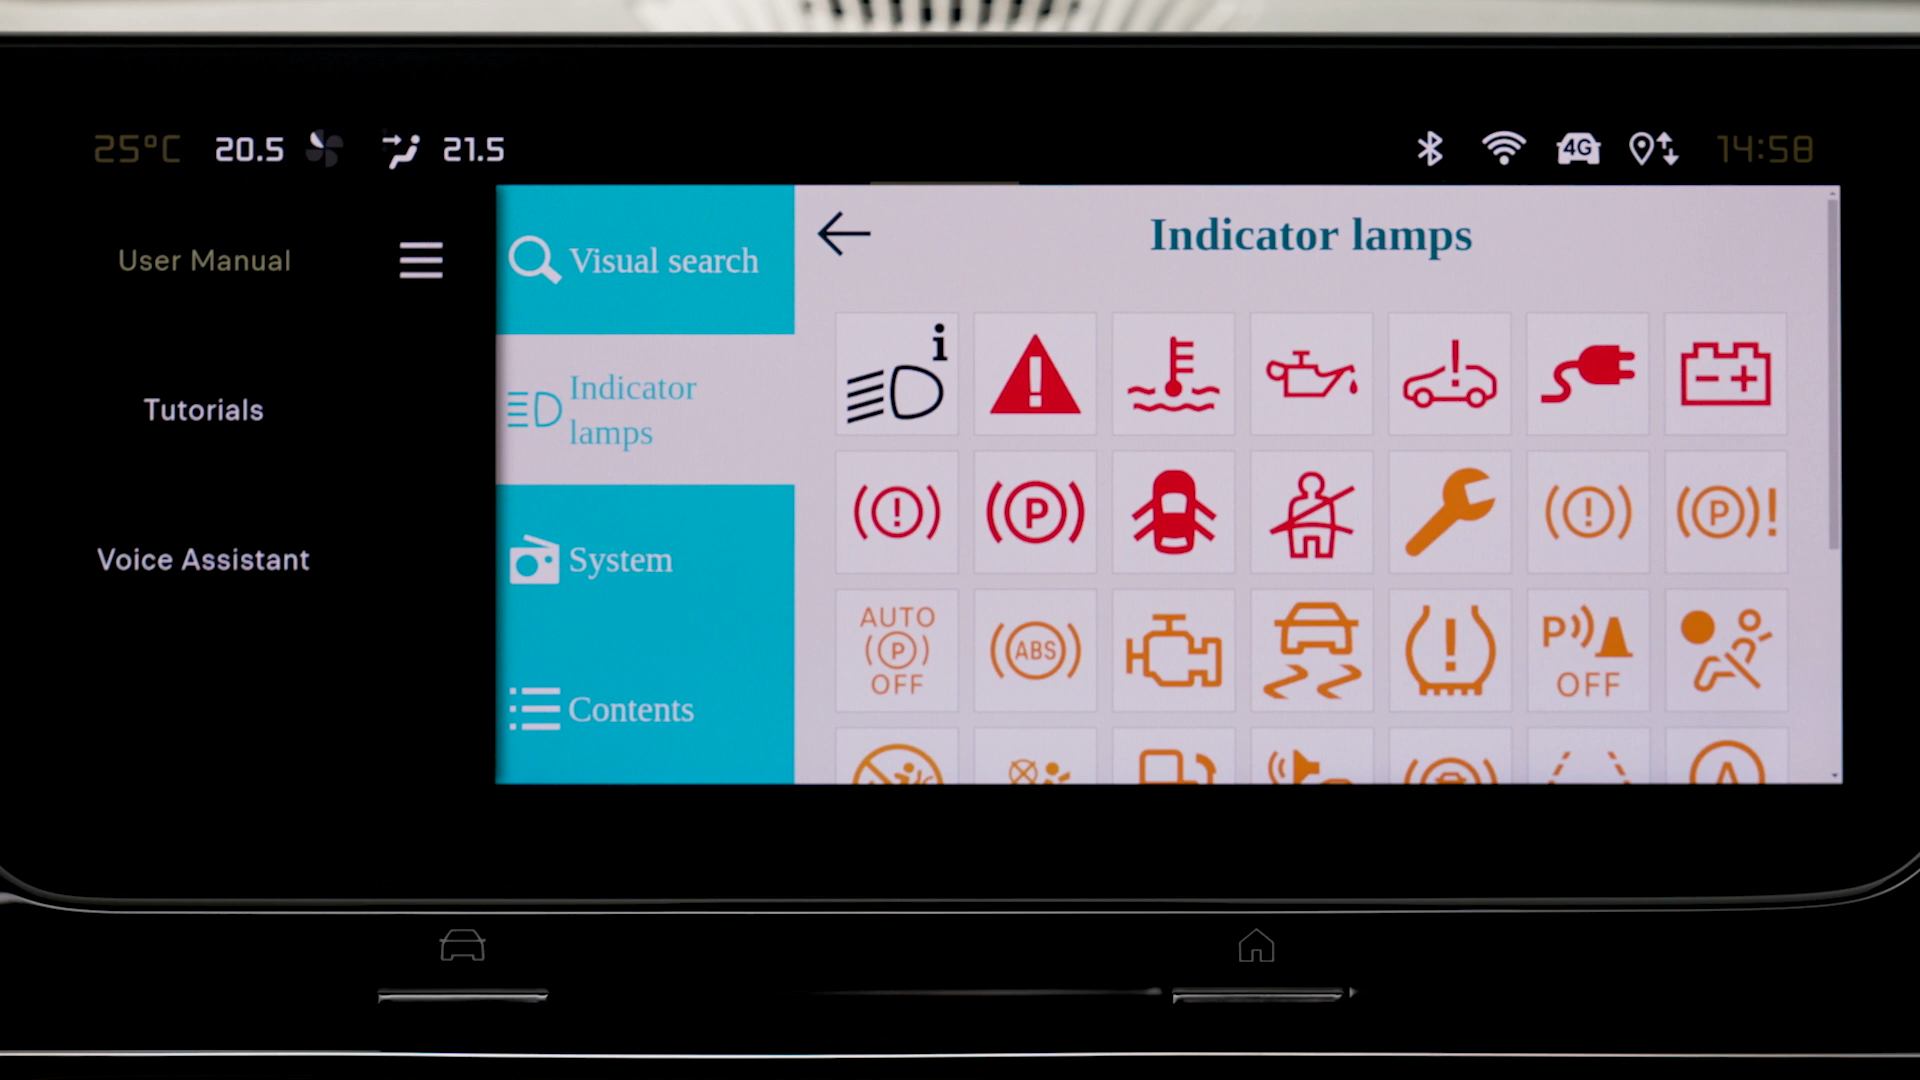 25°C 20.5 21.5 4G 14:58
User Manual
Tutorials
Voice Assistant
Visual search
Indicator
lamps
System
Contents
Indicator lamps
i
P
P
AUTO
P
OFF
ABS
P
OFF
A